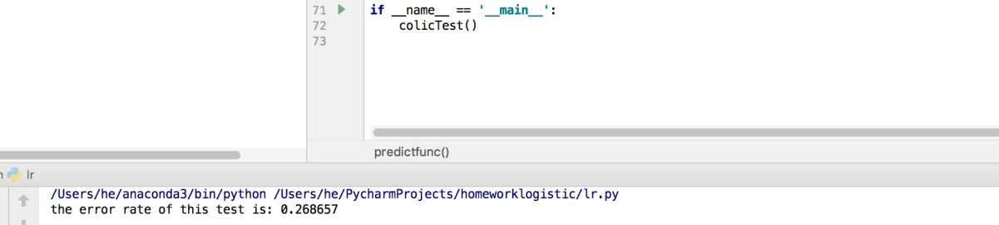 71 if __name__ == '__main__':
72 colicTest()
73
predictfunc()
lr
/Users/he/anaconda3/bin/python /Users/he/PycharmProjects/homeworklogistic/lr.py
the error rate of this test is: 0.268657